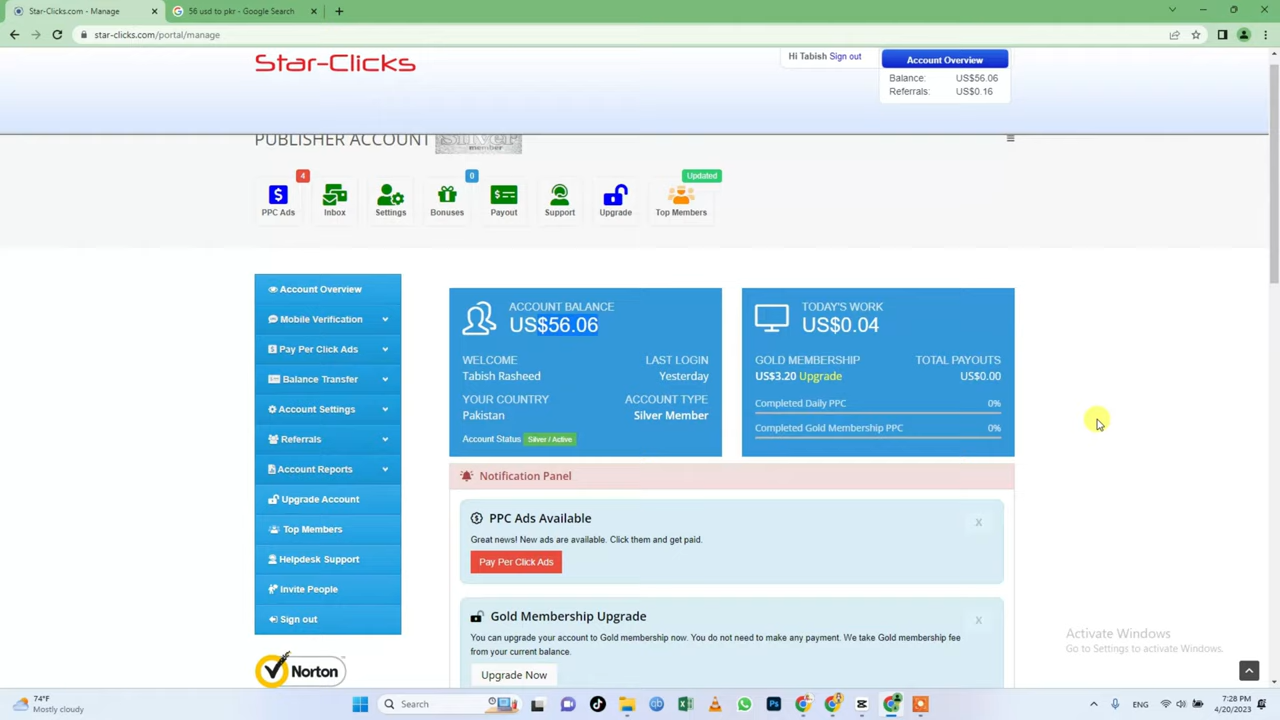 Star-Clicks.com - Manage
56 usd to pkr - Google Search
star-clicks.com/portal/manage
Star-Clicks
Hi Tabish Sign out
Account Overview
Balance: US$56.06
Referrals: US$0.16
PUBLISHER ACCOUNT
Silver
member
4
0
Updated
PPC Ads
Inbox
Settings
Bonuses
Payout
Support
Upgrade
Top Members
Account Overview
Mobile Verification
Pay Per Click Ads
Balance Transfer
Account Settings
Referrals
Account Reports
Upgrade Account
Top Members
Helpdesk Support
Invite People
Sign out
Norton
ACCOUNT BALANCE
US$56.06
WELCOME LAST LOGIN
Tabish Rasheed Yesterday
YOUR COUNTRY ACCOUNT TYPE
Pakistan Silver Member
Account Status Silver / Active
TODAY'S WORK
US$0.04
GOLD MEMBERSHIP TOTAL PAYOUTS
US$3.20 Upgrade US$0.00
Completed Daily PPC 0%
Completed Gold Membership PPC 0%
Notification Panel
PPC Ads Available X
Great news! New ads are available. Click them and get paid.
Pay Per Click Ads
Gold Membership Upgrade X
You can upgrade your account to Gold membership now. You do not need to make any payment. We take Gold membership fee
from your current balance.
Upgrade Now
Activate Windows
Go to Settings to activate Windows.
74°F
Mostly cloudy
Search
Ps
ENG
7:28 PM
4/20/2023